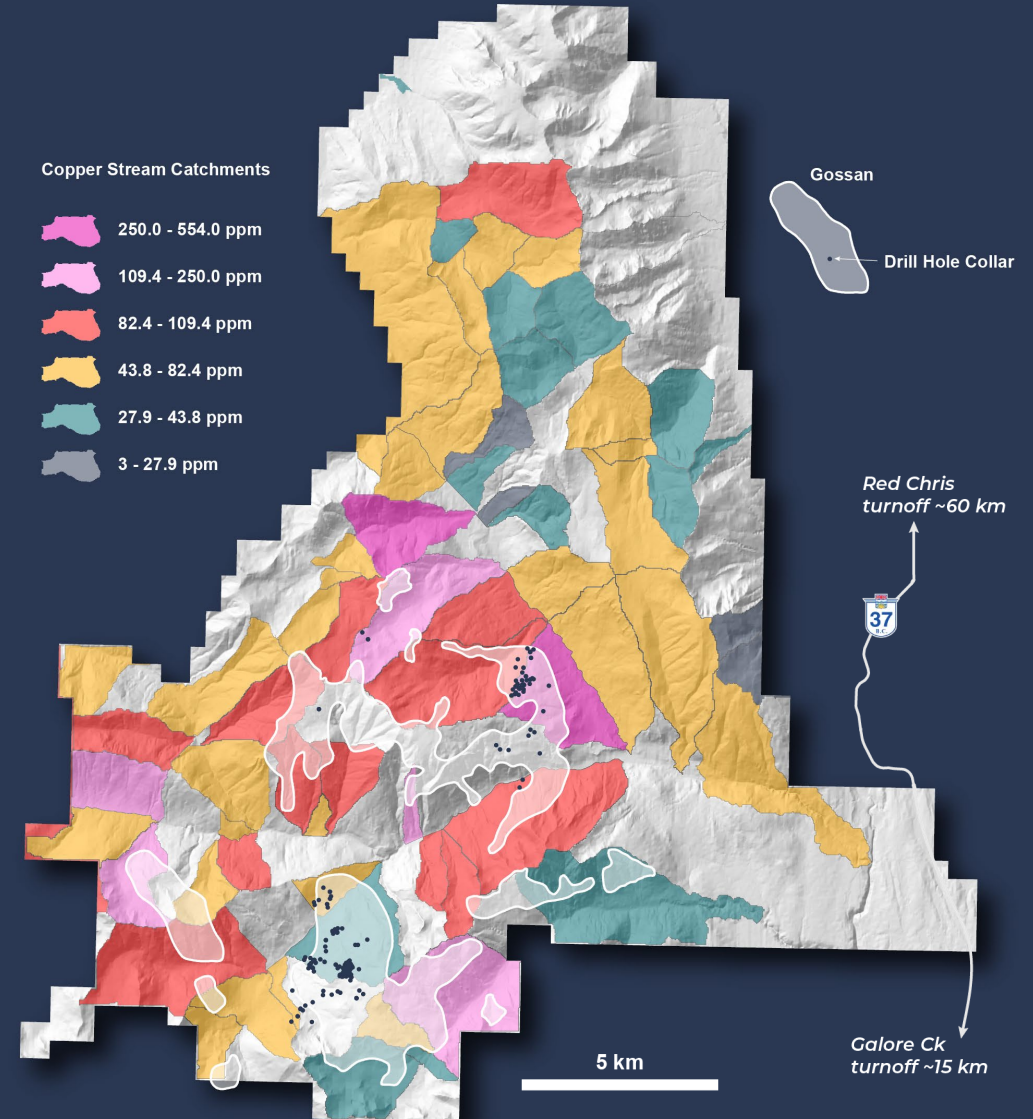 Copper Stream Catchments
250.0 - 554.0 ppm
109.4 - 250.0 ppm
82.4 - 109.4 ppm
43.8 - 82.4 ppm
27.9 - 43.8 ppm
3 - 27.9 ppm
Gossan
Drill Hole Collar
Red Chris
turnoff ~60 km
37
B.C.
5 km
Galore Ck
turnoff ~15 km